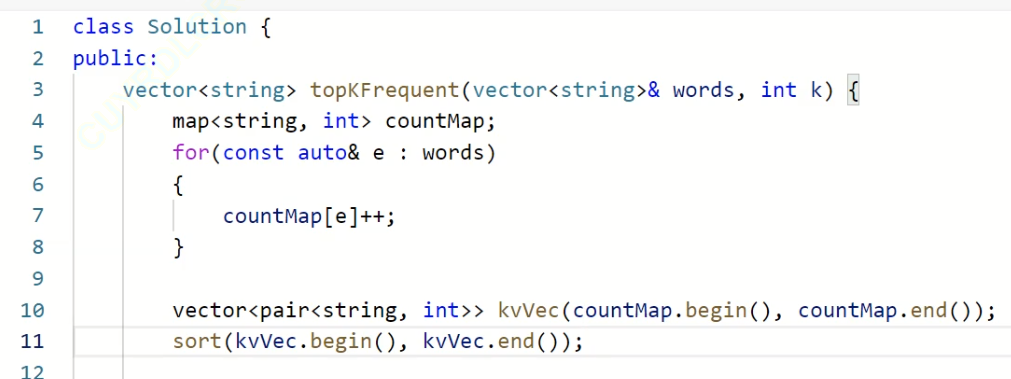 1 class Solution {
2 public:
3 vector<string> topKFrequent(vector<string>& words, int k) {
4 map<string, int> countMap;
5 for(const auto& e : words)
6 {
7 countMap[e]++;
8 }
9
10 vector<pair<string, int>> kvVec(countMap.begin(), countMap.end());
11 sort(kvVec.begin(), kvVec.end());
12